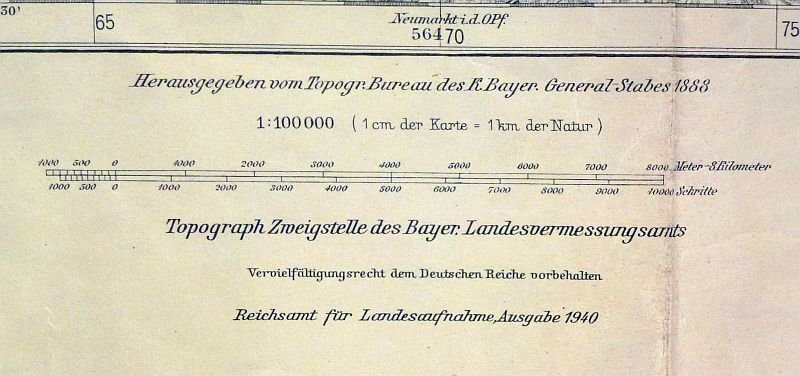 30' 65 Neumarkt i.d.OPf. 75
56470
Herausgegeben vom Topogr. Bureau des K. Bayer. General-Stabes 1888
1:100000 ( 1 cm der Karte = 1 km der Natur )
1000 500 0 1000 2000 3000 4000 5000 6000 7000 8000 Meter-8 Kilometer
1000 500 0 1000 2000 3000 4000 5000 6000 7000 8000 9000 10000 Schritte
Topograph Zweigstelle des Bayer. Landesvermessungsamts
Vervielfältigungsrecht dem Deutschen Reiche vorbehalten
Reichsamt für Landesaufnahme, Ausgabe 1940